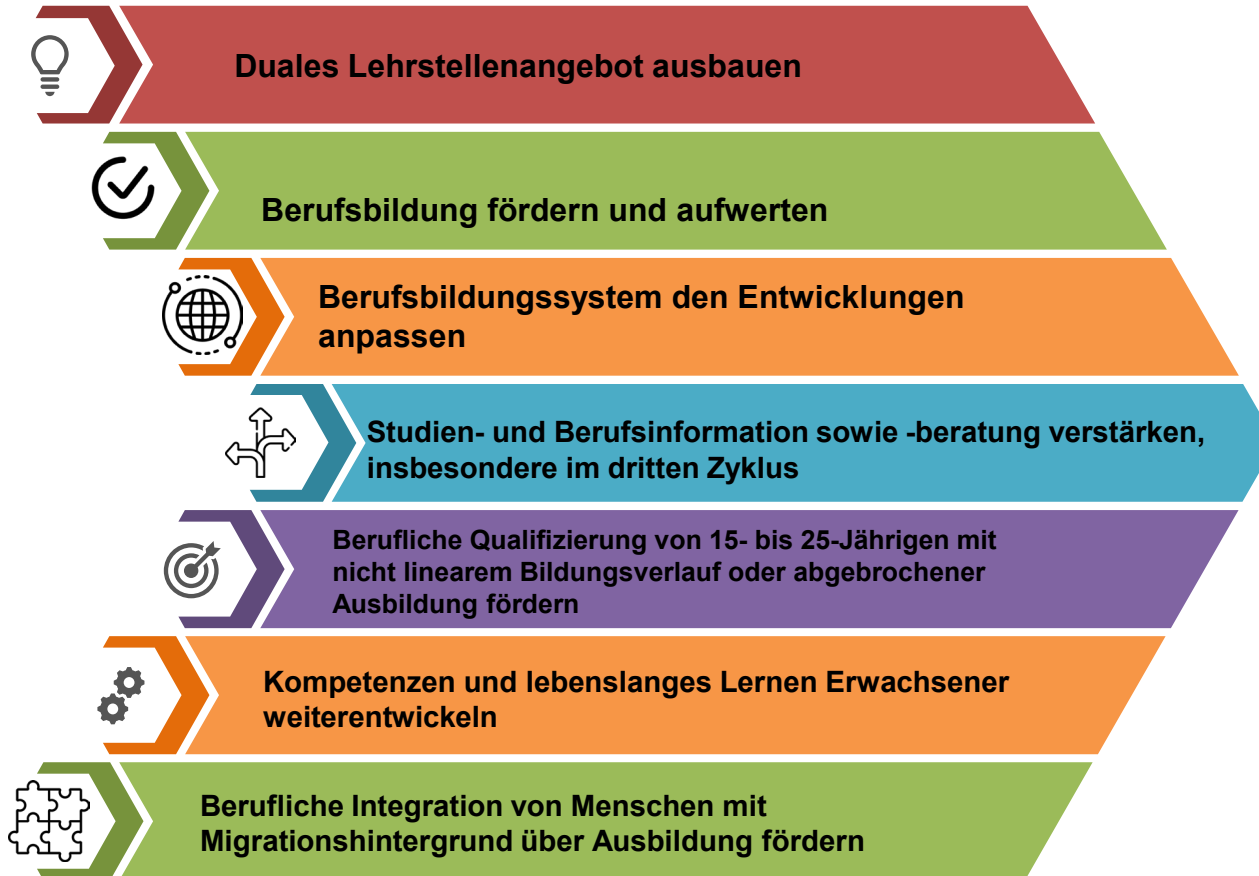 Duales Lehrstellenangebot ausbauen
Berufsbildung fördern und aufwerten
Berufsbildungssystem den Entwicklungen
anpassen
Studien- und Berufsinformation sowie -beratung verstärken,
insbesondere im dritten Zyklus
Berufliche Qualifizierung von 15- bis 25-Jährigen mit
nicht linearem Bildungsverlauf oder abgebrochener
Ausbildung fördern
Kompetenzen und lebenslanges Lernen Erwachsener
weiterentwickeln
Berufliche Integration von Menschen mit
Migrationshintergrund über Ausbildung fördern